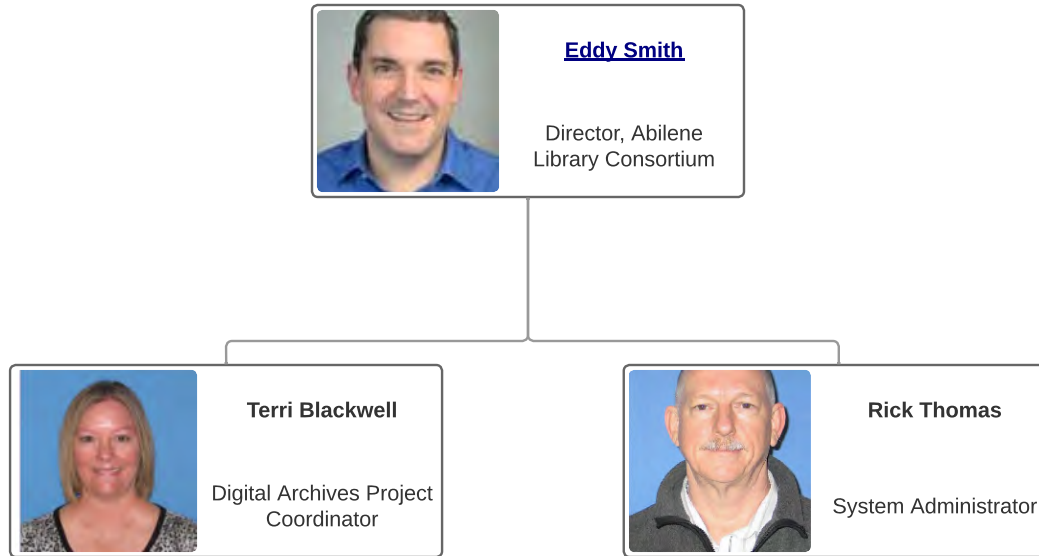 Eddy Smith
Director, Abilene
Library Consortium
Terri Blackwell
Digital Archives Project
Coordinator
Rick Thomas
System Administrator